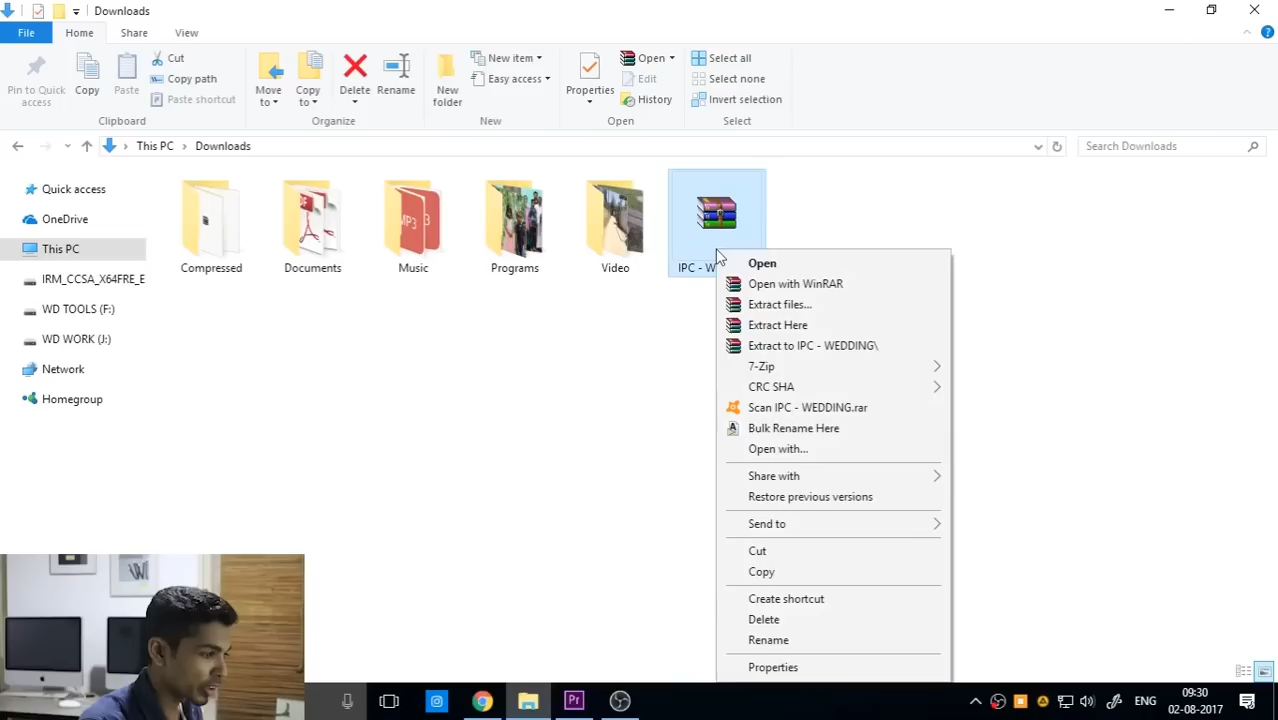 Downloads
File
Home
Share
View
Pin to Quick access
Copy
Paste
Cut
Copy path
Paste shortcut
Clipboard
Move to
Copy to
Delete
Rename
Organize
New folder
New item
Easy access
New
Properties
Open
Edit
History
Open
Select all
Select none
Invert selection
Select
This PC
Downloads
Search Downloads
Quick access
OneDrive
This PC
IRM_CCSA_X64FRE_E
WD TOOLS (F:)
WD WORK (J:)
Network
Homegroup
Compressed
Documents
Music
Programs
Video
IPC - W
PDF
MP3
3
Open
Open with WinRAR
Extract files...
Extract Here
Extract to IPC - WEDDING\
7-Zip
CRC SHA
Scan IPC - WEDDING.rar
Bulk Rename Here
Open with...
Share with
Restore previous versions
Send to
Cut
Copy
Create shortcut
Delete
Rename
Properties
W
Pr
ENG
09:30
02-08-2017